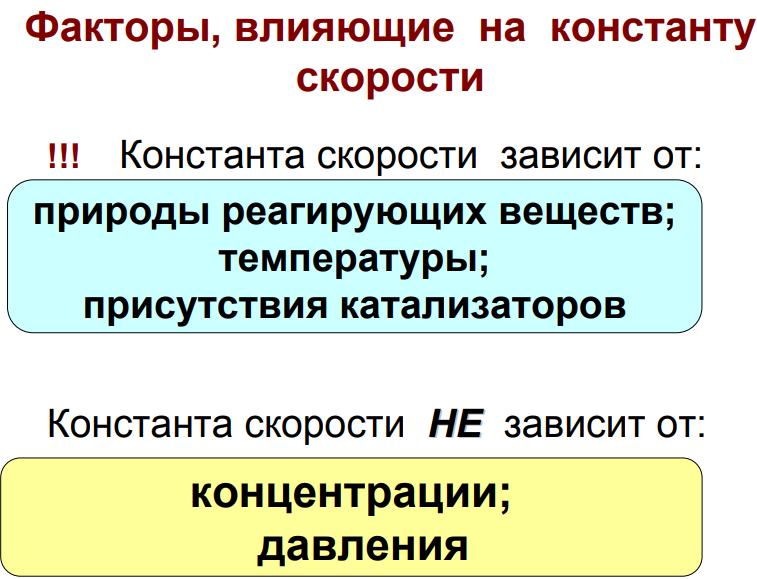 Факторы, влияющие на константу
скорости
!!! Константа скорости зависит от:
природы реагирующих веществ;
температуры;
присутствия катализаторов
Константа скорости НЕ зависит от:
концентрации;
давления